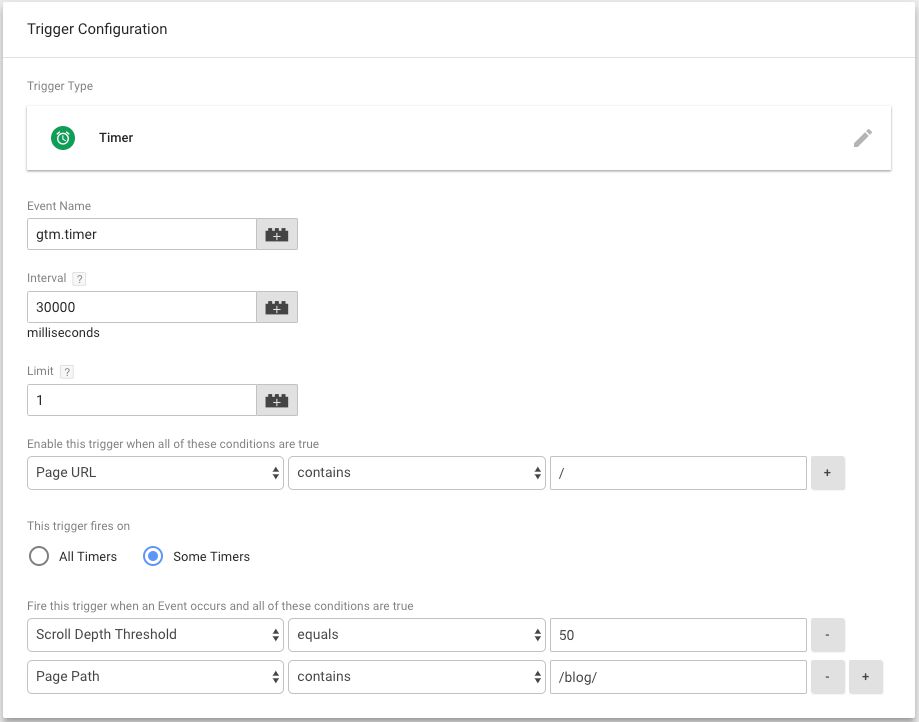 Trigger Configuration
Trigger Type
Timer
Event Name
gtm.timer
Interval ?
30000
milliseconds
Limit ?
1
Enable this trigger when all of these conditions are true
Page URL contains / +
This trigger fires on
All Timers Some Timers
Fire this trigger when an Event occurs and all of these conditions are true
Scroll Depth Threshold equals 50 -
Page Path contains /blog/ - +